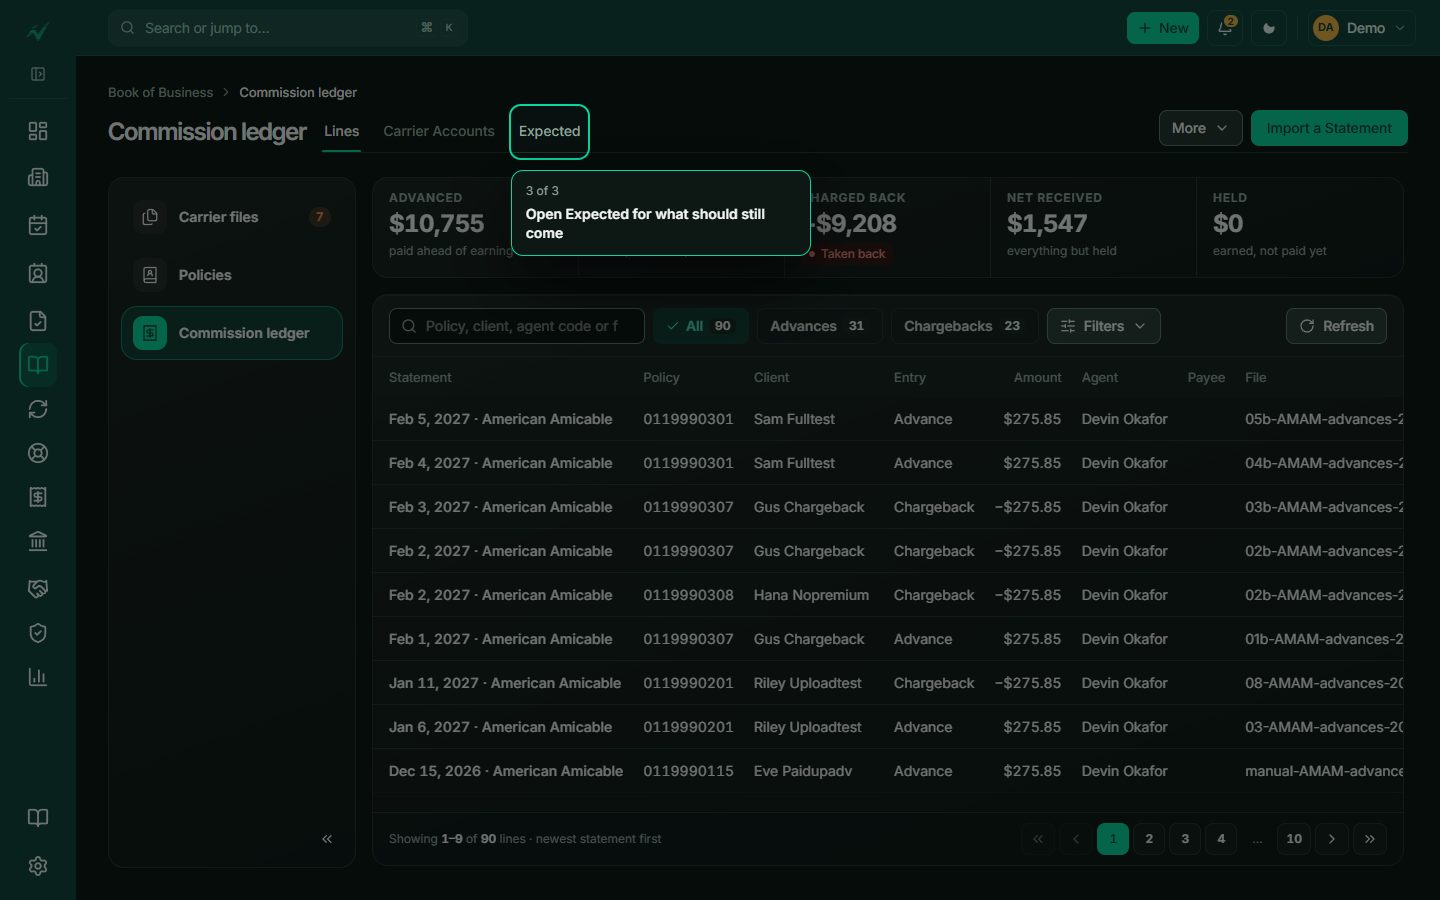 Search or jump to...
⌘ K
New
2
DA
Demo
Book of Business > Commission ledger
Commission ledger
Lines
Carrier Accounts
Expected
More
Import a Statement
3 of 3
Open Expected for what should still
come
Carrier files
7
Policies
Commission ledger
ADVANCED
$10,755
paid ahead of earning
HARGED BACK
-$9,208
Taken back
NET RECEIVED
$1,547
everything but held
HELD
$0
earned, not paid yet
Policy, client, agent code or f
All 90
Advances 31
Chargebacks 23
Filters
Refresh
Statement Policy Client Entry Amount Agent Payee File
Feb 5, 2027 · American Amicable 0119990301 Sam Fulltest Advance $275.85 Devin Okafor 05b-AMAM-advances-2
Feb 4, 2027 · American Amicable 0119990301 Sam Fulltest Advance $275.85 Devin Okafor 04b-AMAM-advances-2
Feb 3, 2027 · American Amicable 0119990307 Gus Chargeback Chargeback −$275.85 Devin Okafor 03b-AMAM-advances-2
Feb 2, 2027 · American Amicable 0119990307 Gus Chargeback Chargeback −$275.85 Devin Okafor 02b-AMAM-advances-2
Feb 2, 2027 · American Amicable 0119990308 Hana Nopremium Chargeback −$275.85 Devin Okafor 02b-AMAM-advances-2
Feb 1, 2027 · American Amicable 0119990307 Gus Chargeback Advance $275.85 Devin Okafor 01b-AMAM-advances-2
Jan 11, 2027 · American Amicable 0119990201 Riley Uploadtest Chargeback −$275.85 Devin Okafor 08-AMAM-advances-20
Jan 6, 2027 · American Amicable 0119990201 Riley Uploadtest Advance $275.85 Devin Okafor 03-AMAM-advances-20
Dec 15, 2026 · American Amicable 0119990115 Eve Paidupadv Advance $275.85 Devin Okafor manual-AMAM-advance
Showing 1–9 of 90 lines · newest statement first
« ‹ 1 2 3 4 ... 10 › »